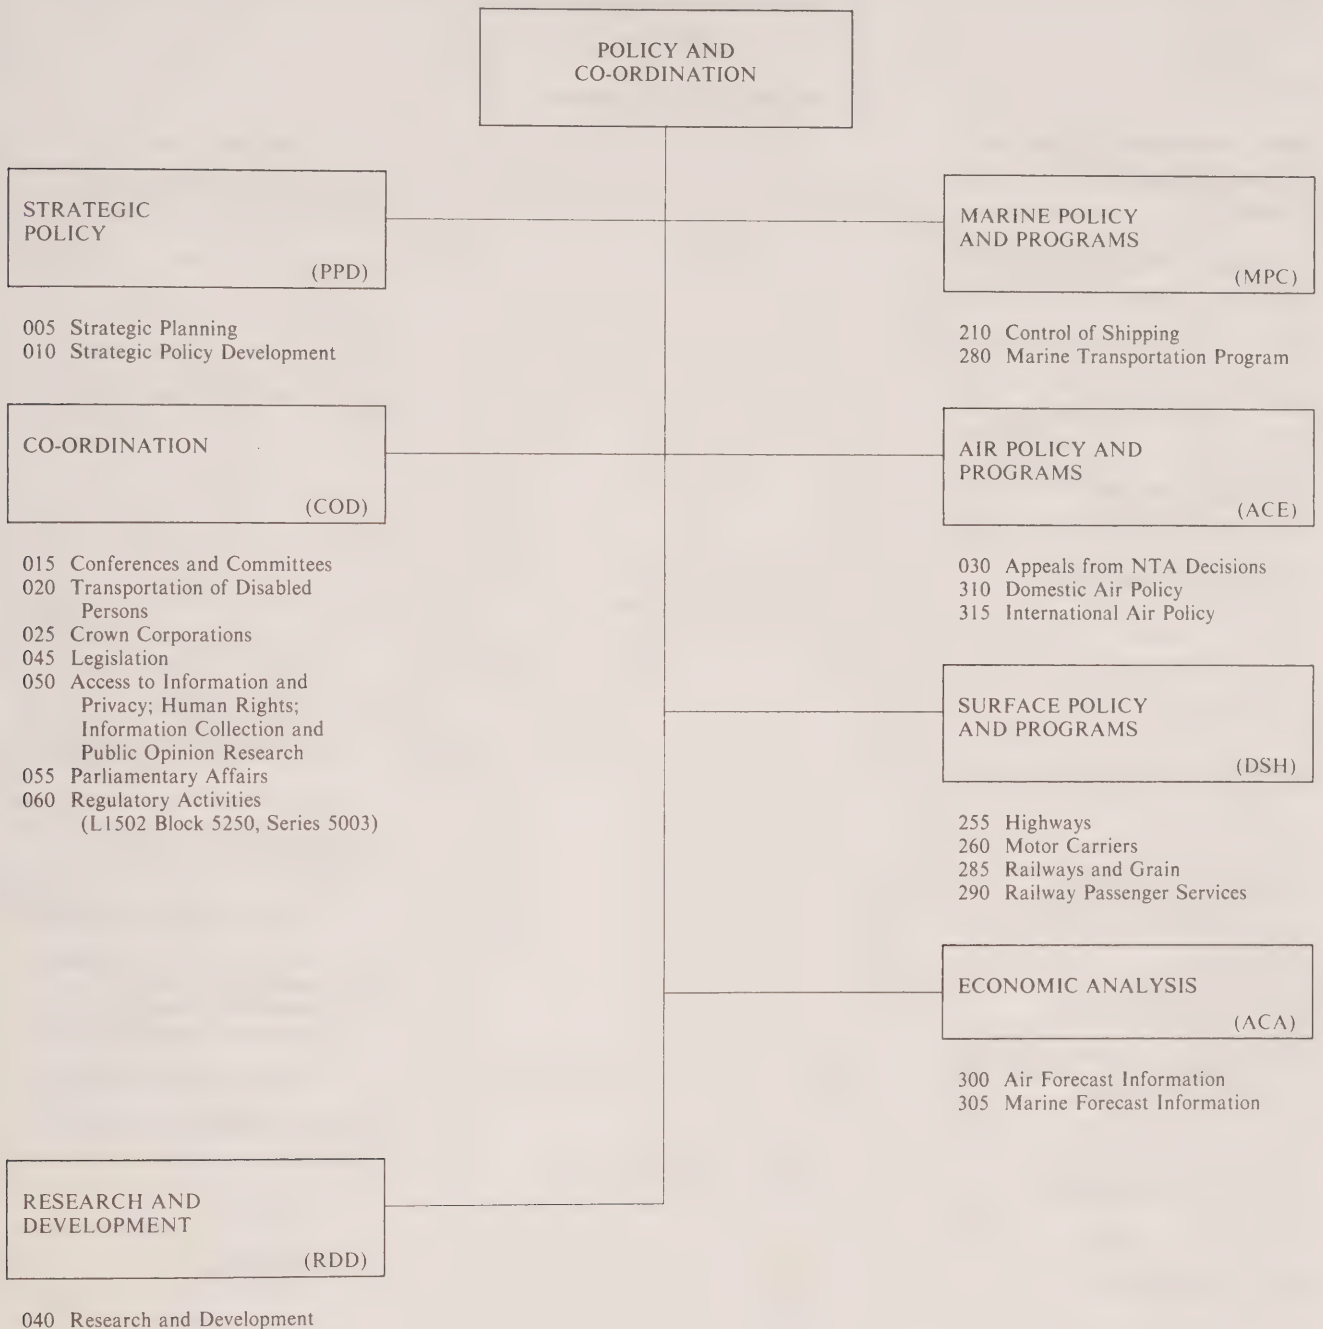 POLICY AND
CO-ORDINATION
STRATEGIC
POLICY
(PPD)
005 Strategic Planning
010 Strategic Policy Development
CO-ORDINATION
(COD)
015 Conferences and Committees
020 Transportation of Disabled
Persons
025 Crown Corporations
045 Legislation
050 Access to Information and
Privacy; Human Rights;
Information Collection and
Public Opinion Research
055 Parliamentary Affairs
060 Regulatory Activities
(L1502 Block 5250, Series 5003)
RESEARCH AND
DEVELOPMENT
(RDD)
040 Research and Development
MARINE POLICY
AND PROGRAMS
(MPC)
210 Control of Shipping
280 Marine Transportation Program
AIR POLICY AND
PROGRAMS
(ACE)
030 Appeals from NTA Decisions
310 Domestic Air Policy
315 International Air Policy
SURFACE POLICY
AND PROGRAMS
(DSH)
255 Highways
260 Motor Carriers
285 Railways and Grain
290 Railway Passenger Services
ECONOMIC ANALYSIS
(ACA)
300 Air Forecast Information
305 Marine Forecast Information